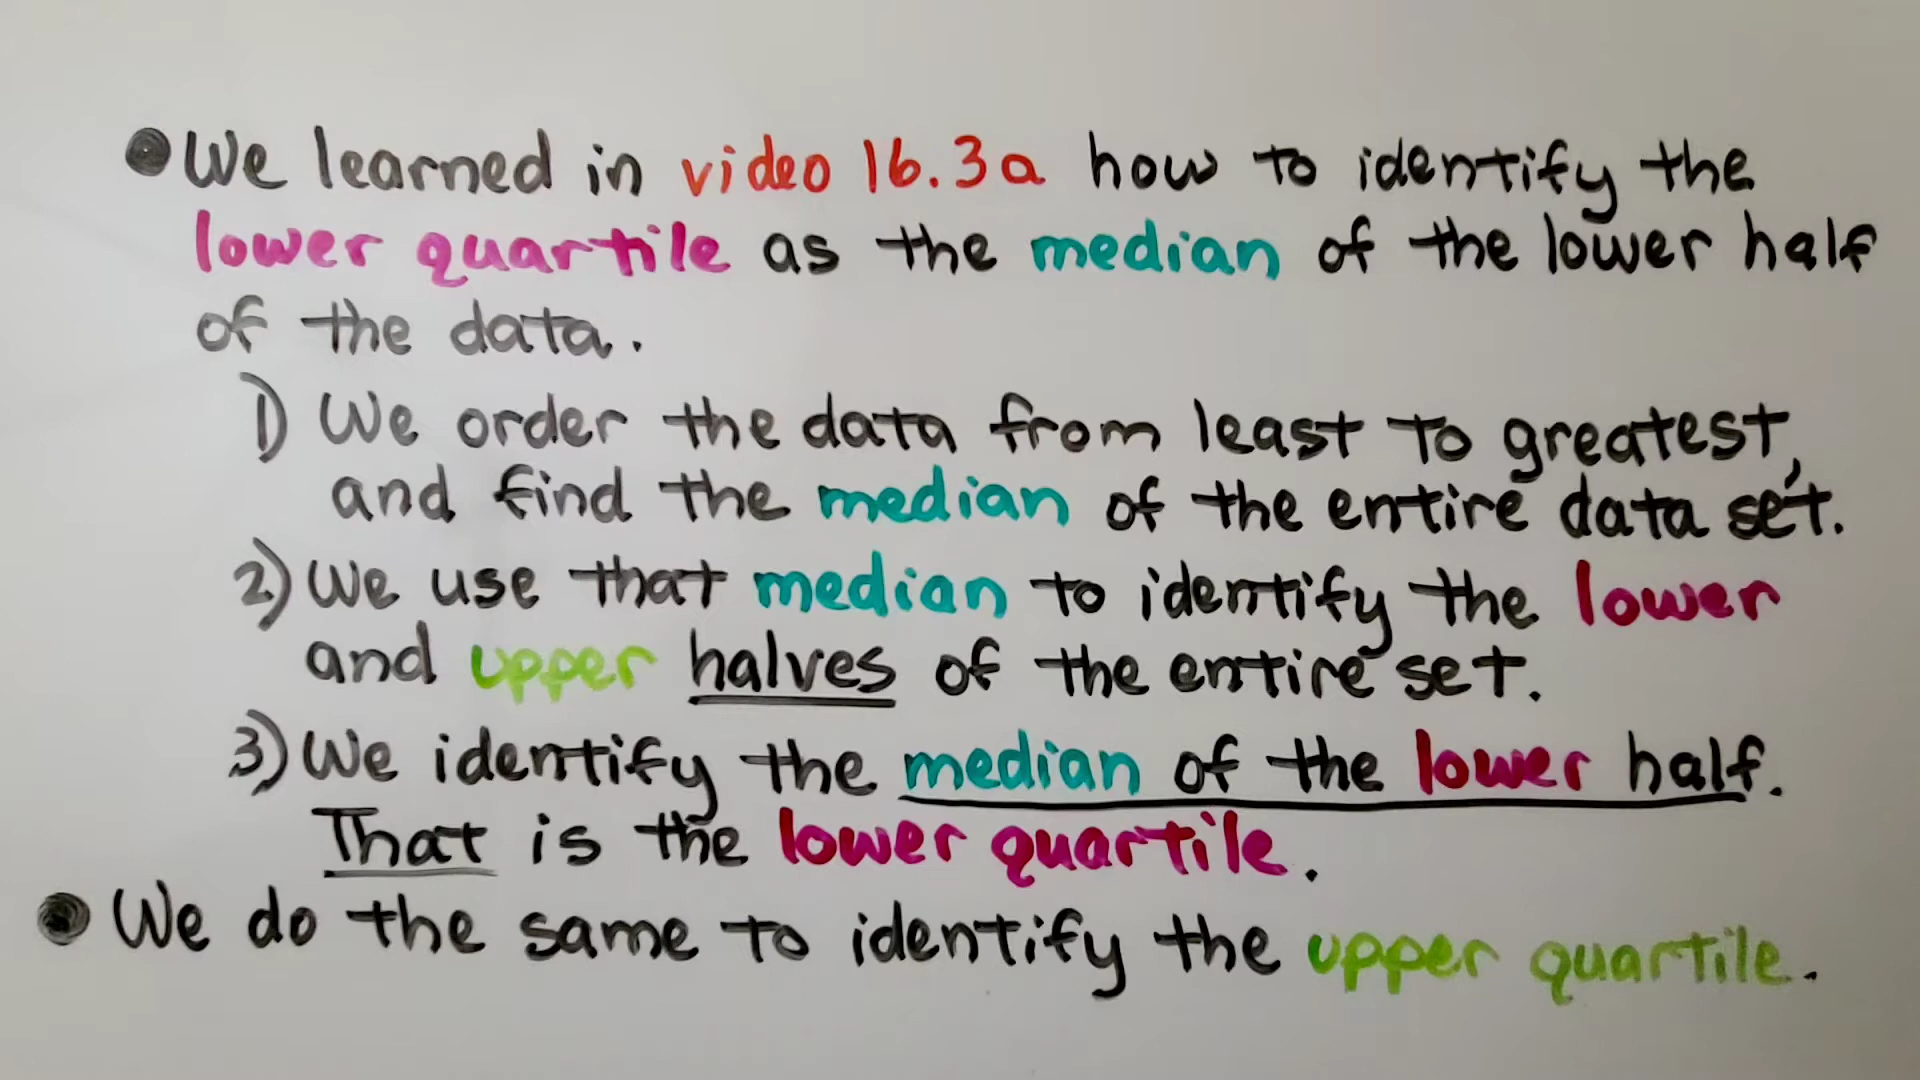 We learned in video 16.3a how to identify the
lower quartile as the median of the lower half
of the data.
1) We order the data from least to greatest,
and find the median of the entire data set.
2) We use that median to identify the lower
and upper halves of the entire set.
3) We identify the median of the lower half.
That is the lower quartile.
We do the same to identify the upper quartile.